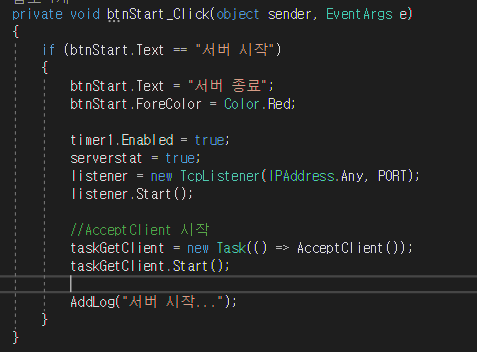 private void btnStart_Click(object sender, EventArgs e)
{
if (btnStart.Text == "서버 시작")
{
btnStart.Text = "서버 종료";
btnStart.ForeColor = Color.Red;
timer1.Enabled = true;
serverstat = true;
listener = new TcpListener(IPAddress.Any, PORT);
listener.Start();
//AcceptClient 시작
taskGetClient = new Task(() => AcceptClient());
taskGetClient.Start();
AddLog("서버 시작...");
}
}